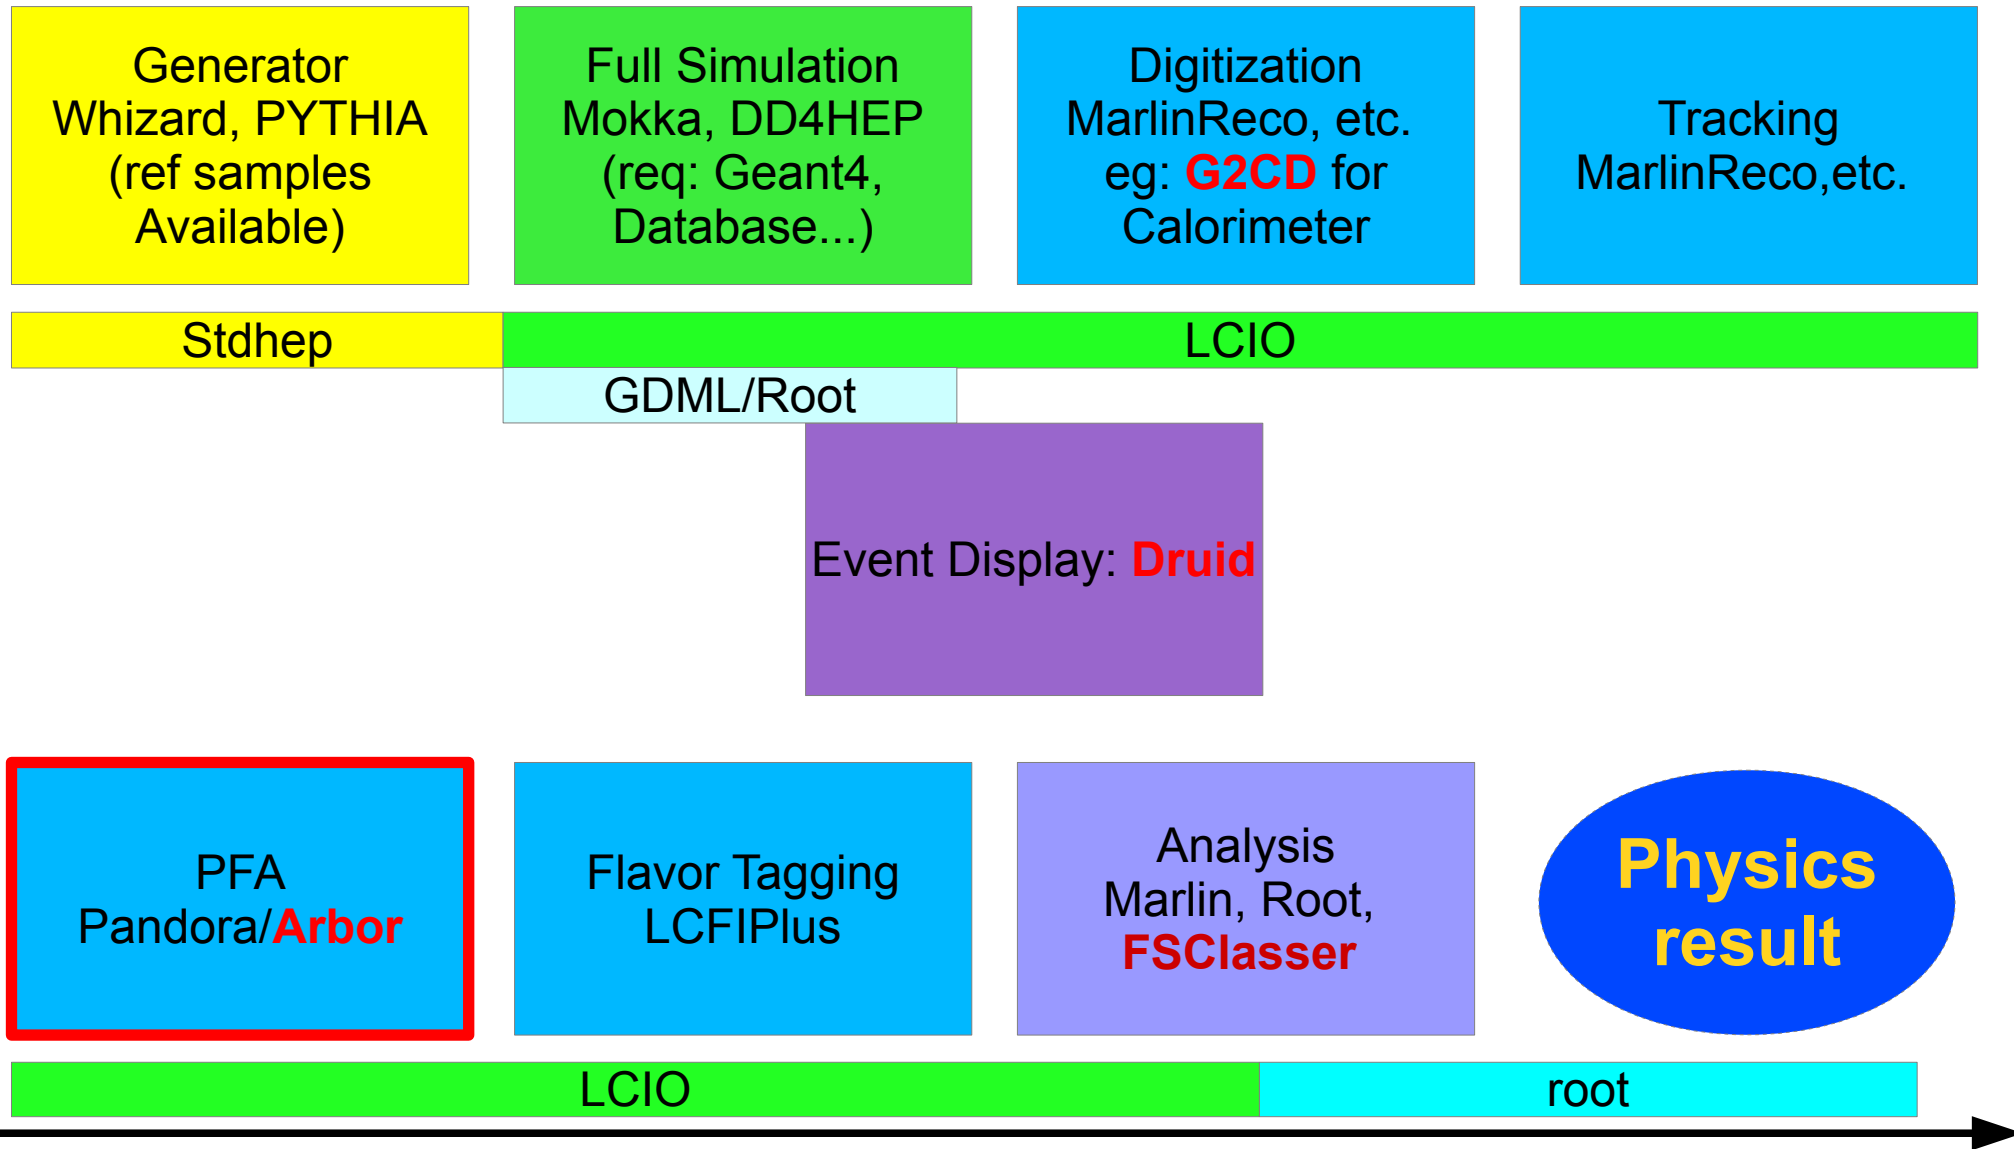 Generator
Whizard, PYTHIA
(ref samples
Available)
Full Simulation
Mokka, DD4HEP
(req: Geant4,
Database...)
Digitization
MarlinReco, etc.
eg: G2CD for
Calorimeter
Tracking
MarlinReco,etc.
Stdhep
LCIO
GDML/Root
Event Display: Druid
PFA
Pandora/Arbor
Flavor Tagging
LCFIPlus
Analysis
Marlin, Root,
FSClasser
Physics
result
LCIO
root